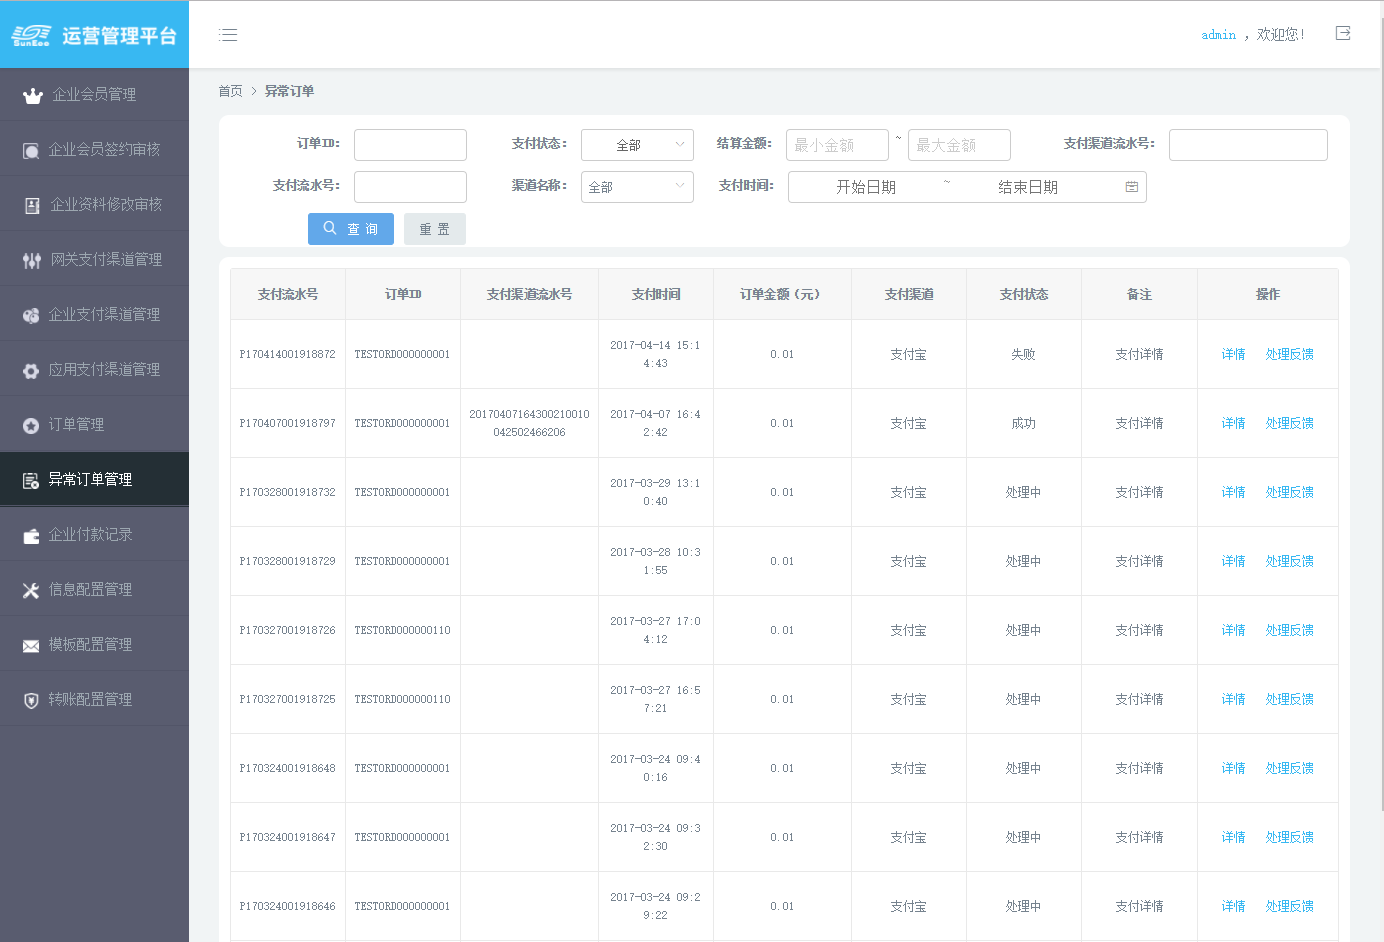 SunEee 运营管理平台
admin ，欢迎您！
企业会员管理
企业会员签约审核
企业资料修改审核
网关支付渠道管理
企业支付渠道管理
应用支付渠道管理
订单管理
异常订单管理
企业付款记录
信息配置管理
模板配置管理
转账配置管理
首页 > 异常订单
订单ID： 支付状态： 全部 结算金额： 最小金额 ~ 最大金额 支付渠道流水号：
支付流水号： 渠道名称： 全部 支付时间： 开始日期 ~ 结束日期
查 询 重 置
支付流水号 订单ID 支付渠道流水号 支付时间 订单金额（元） 支付渠道 支付状态 备注 操作
P170414001918872 TESTORD000000001 2017-04-14 15:1 0.01 支付宝 失败 支付详情 详情 处理反馈
4:43
P170407001918797 TESTORD000000001 20170407164300210010 2017-04-07 16:4 0.01 支付宝 成功 支付详情 详情 处理反馈
042502466206 2:42
P170328001918732 TESTORD000000001 2017-03-29 13:1 0.01 支付宝 处理中 支付详情 详情 处理反馈
0:40
P170328001918729 TESTORD000000001 2017-03-28 10:3 0.01 支付宝 处理中 支付详情 详情 处理反馈
1:55
P170327001918726 TESTORD000000110 2017-03-27 17:0 0.01 支付宝 处理中 支付详情 详情 处理反馈
4:12
P170327001918725 TESTORD000000110 2017-03-27 16:5 0.01 支付宝 处理中 支付详情 详情 处理反馈
7:21
P170324001918648 TESTORD000000001 2017-03-24 09:4 0.01 支付宝 处理中 支付详情 详情 处理反馈
0:16
P170324001918647 TESTORD000000001 2017-03-24 09:3 0.01 支付宝 处理中 支付详情 详情 处理反馈
2:30
P170324001918646 TESTORD000000001 2017-03-24 09:2 0.01 支付宝 处理中 支付详情 详情 处理反馈
9:22